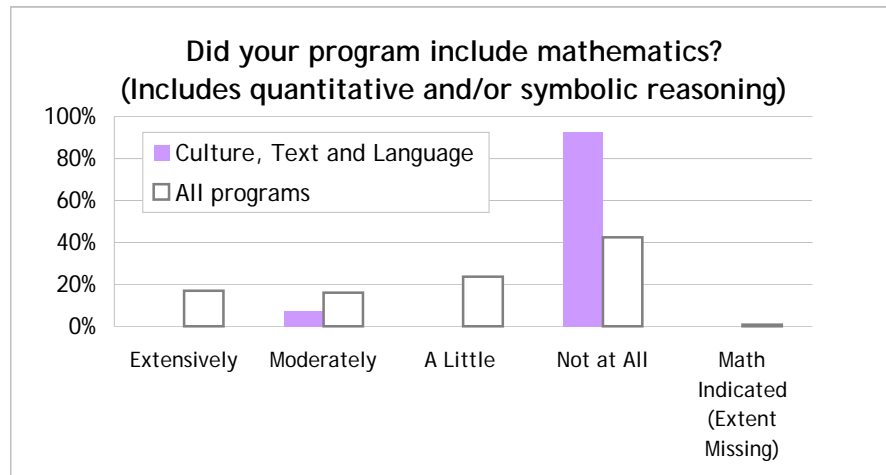 Did your program include mathematics?
(Includes quantitative and/or symbolic reasoning)
100%
80%
60%
40%
20%
0%
Culture, Text and Language
All programs
Extensively
Moderately
A Little
Not at All
Math
Indicated
(Extent
Missing)